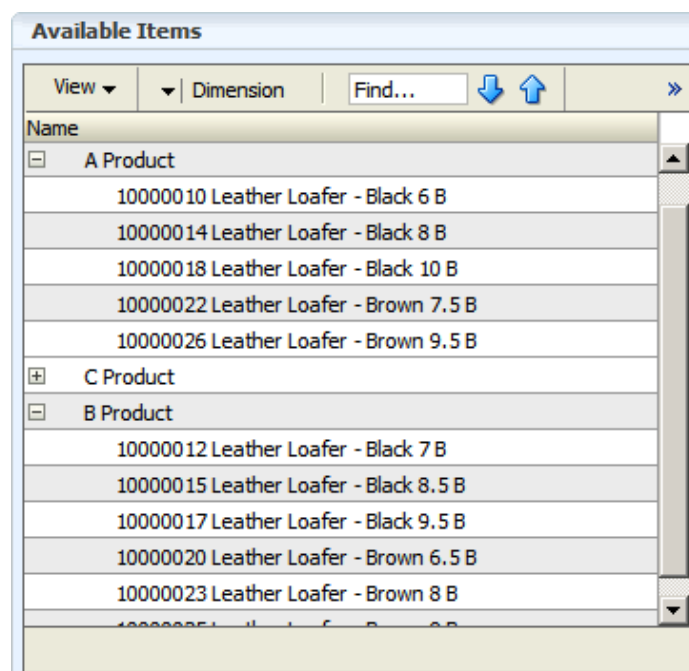 Available Items
View Dimension Find... »
Name
A Product
10000010 Leather Loafer - Black 6 B
10000014 Leather Loafer - Black 8 B
10000018 Leather Loafer - Black 10 B
10000022 Leather Loafer - Brown 7.5 B
10000026 Leather Loafer - Brown 9.5 B
C Product
B Product
10000012 Leather Loafer - Black 7 B
10000015 Leather Loafer - Black 8.5 B
10000017 Leather Loafer - Black 9.5 B
10000020 Leather Loafer - Brown 6.5 B
10000023 Leather Loafer - Brown 8 B